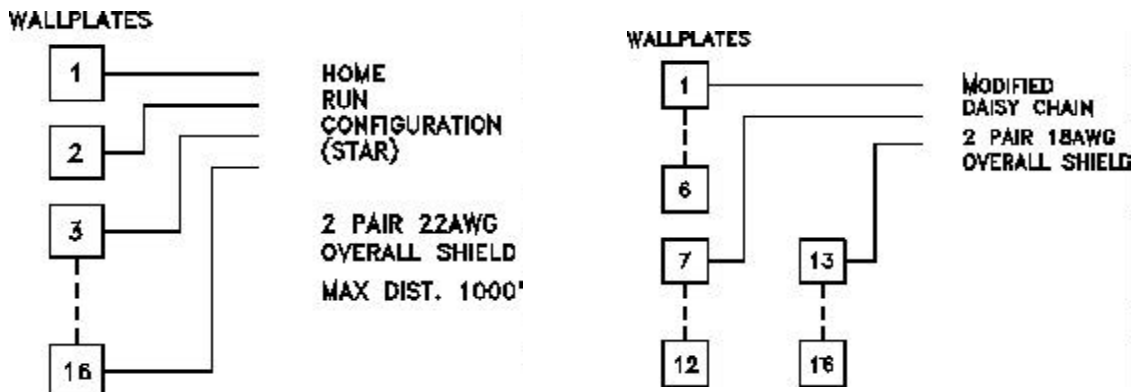 WALLPLATES
1
2
3
16
HOME
RUN
CONFIGURATION
(STAR)
2 PAIR 22AWG
OVERALL SHIELD
MAX DIST. 1000'
WALLPLATES
1
6
7
12
13
16
MODIFIED
DAISY CHAIN
2 PAIR 18AWG
OVERALL SHIELD